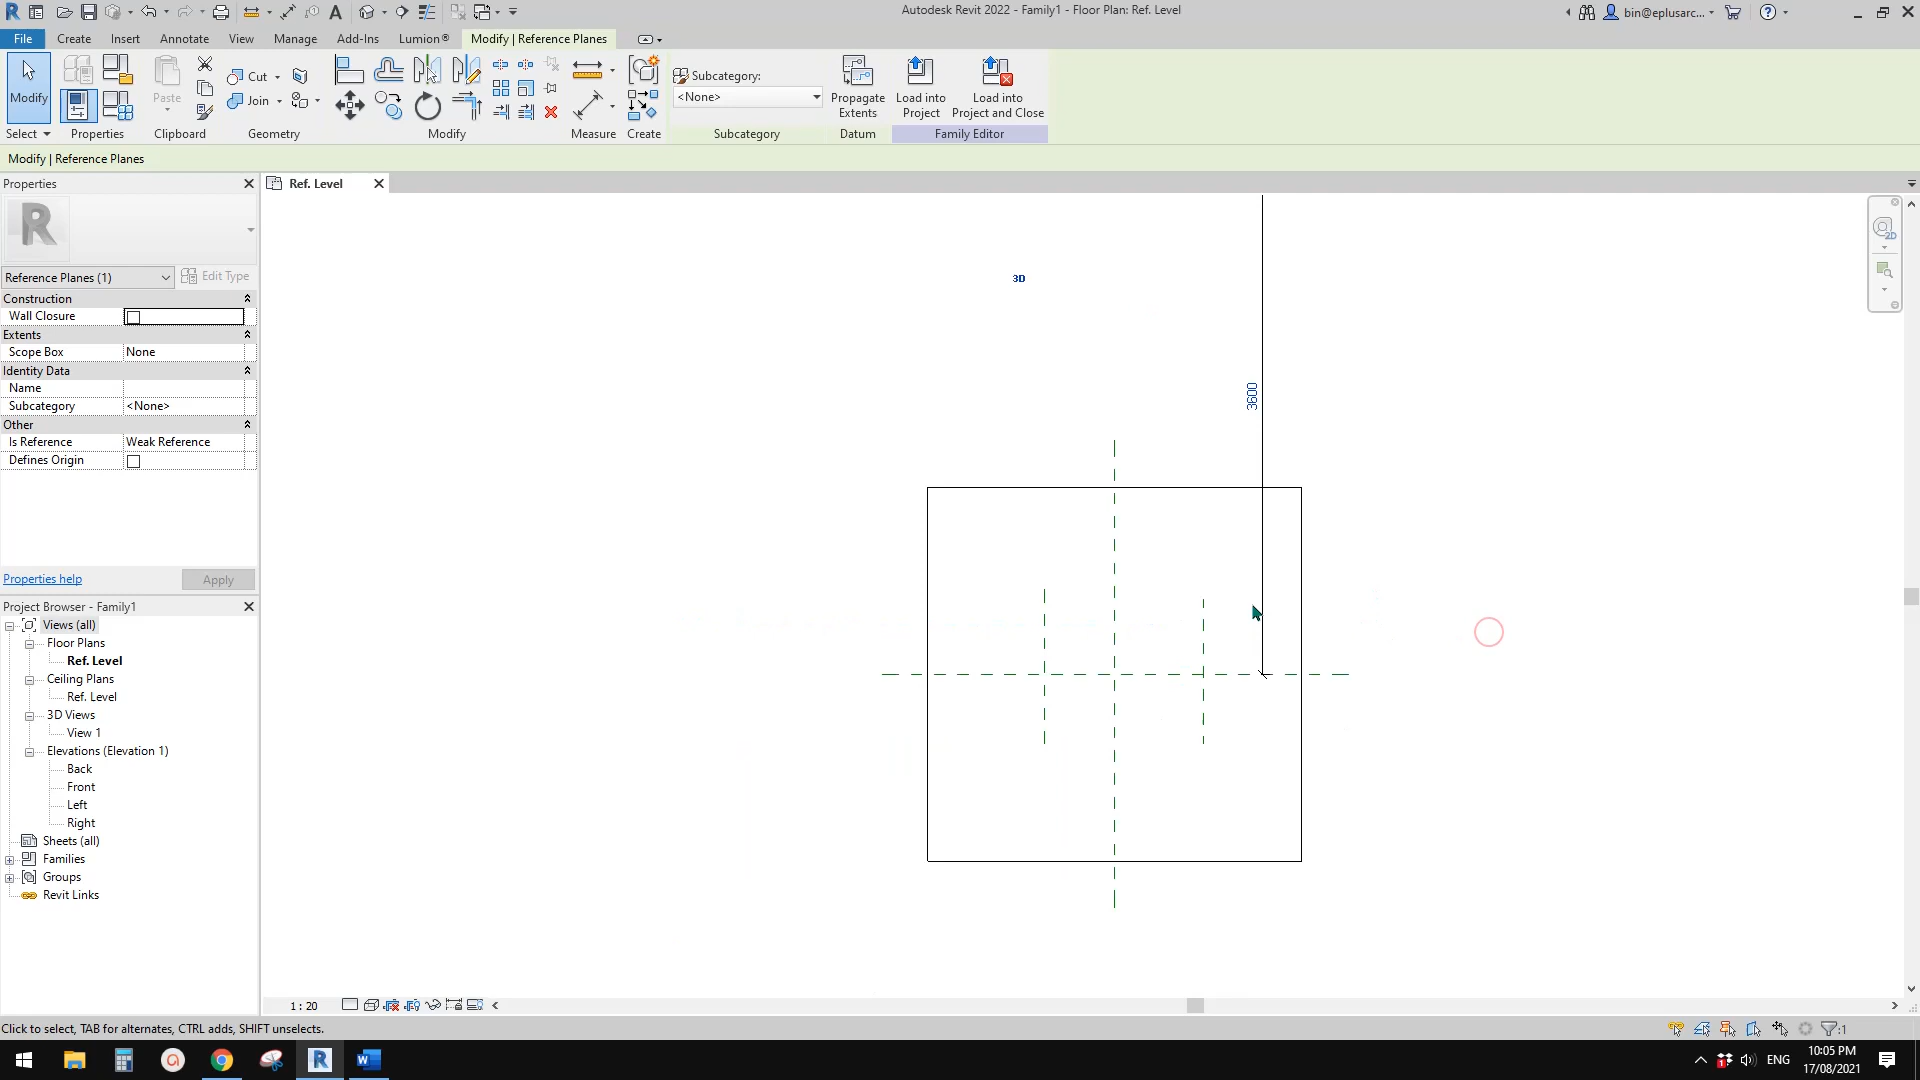 Autodesk Revit 2022 - Family1 - Floor Plan: Ref. Level
bin@eplusarc...
File
Create
Insert
Annotate
View
Manage
Add-Ins
Lumion®
Modify | Reference Planes
Modify
Paste
Cut
Join
Subcategory:
<None>
Propagate
Extents
Load into
Project
Load into
Project and Close
Select
Properties
Clipboard
Geometry
Modify
Measure
Create
Subcategory
Datum
Family Editor
Modify | Reference Planes
Properties
Ref. Level
Reference Planes (1)
Edit Type
Construction
Wall Closure
Extents
Scope Box
None
Identity Data
Name
Subcategory
<None>
Other
Is Reference
Weak Reference
Defines Origin
Properties help
Apply
3D
3600
2D
Project Browser - Family1
Views (all)
Floor Plans
Ref. Level
Ceiling Plans
Ref. Level
3D Views
View 1
Elevations (Elevation 1)
Back
Front
Left
Right
Sheets (all)
Families
Groups
Revit Links
1 : 20
Click to select, TAB for alternates, CTRL adds, SHIFT unselects.
:1
ENG
10:05 PM
17/08/2021